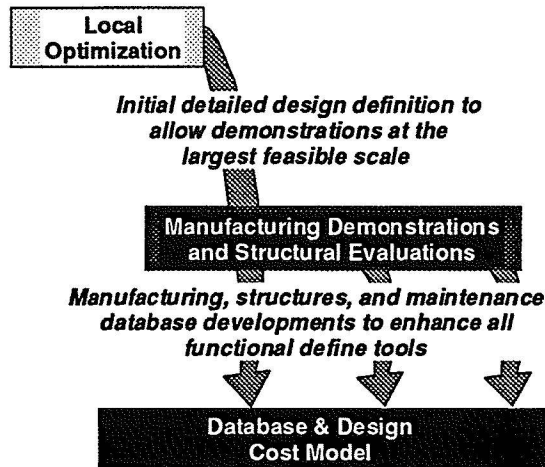 Local
Optimization
Initial detailed design definition to
allow demonstrations at the
largest feasible scale
Manufacturing Demonstrations
and Structural Evaluations
Manufacturing, structures, and maintenance
database developments to enhance all
functional define tools
Database & Design
Cost Model